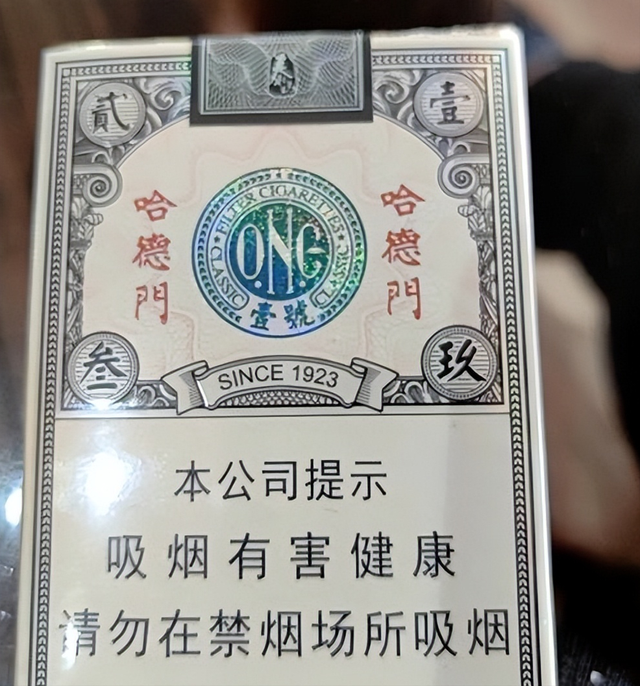 泰
貳
壹
哈德門
哈德門
FILTER CIGARETTES
CLASSIC
O.N.E
CLASSIC
壹號
叁
玖
SINCE 1923
本公司提示
吸烟有害健康
请勿在禁烟场所吸烟